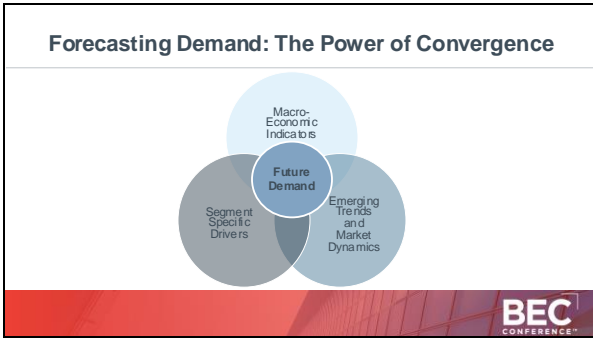 Forecasting Demand: The Power of Convergence
Macro-
Economic
Indicators
Future
Demand
Segment
Specific
Drivers
Emerging
Trends
and
Market
Dynamics
BEC
CONFERENCE™